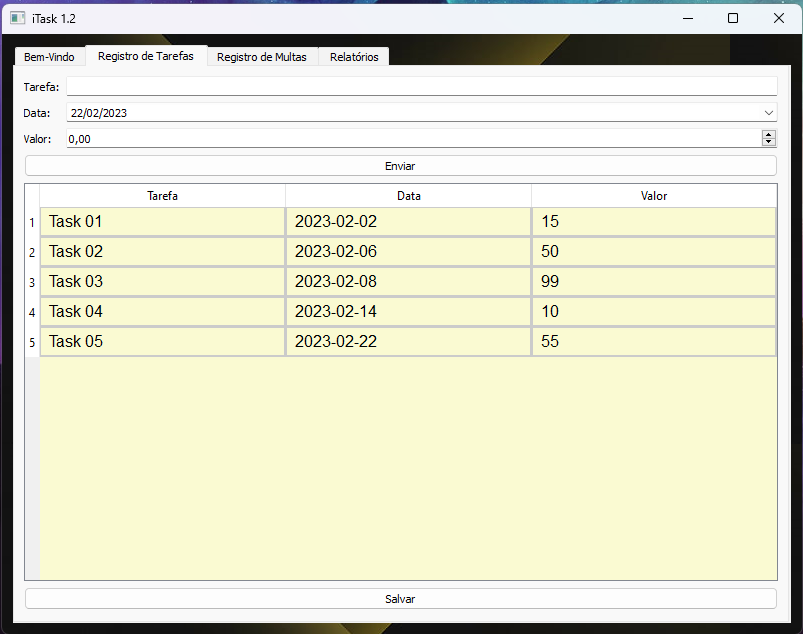 iTask 1.2
Bem-Vindo Registro de Tarefas Registro de Multas Relatórios
Tarefa:
Data: 22/02/2023
Valor: 0,00
Enviar
Tarefa Data Valor
1 Task 01 2023-02-02 15
2 Task 02 2023-02-06 50
3 Task 03 2023-02-08 99
4 Task 04 2023-02-14 10
5 Task 05 2023-02-22 55
Salvar